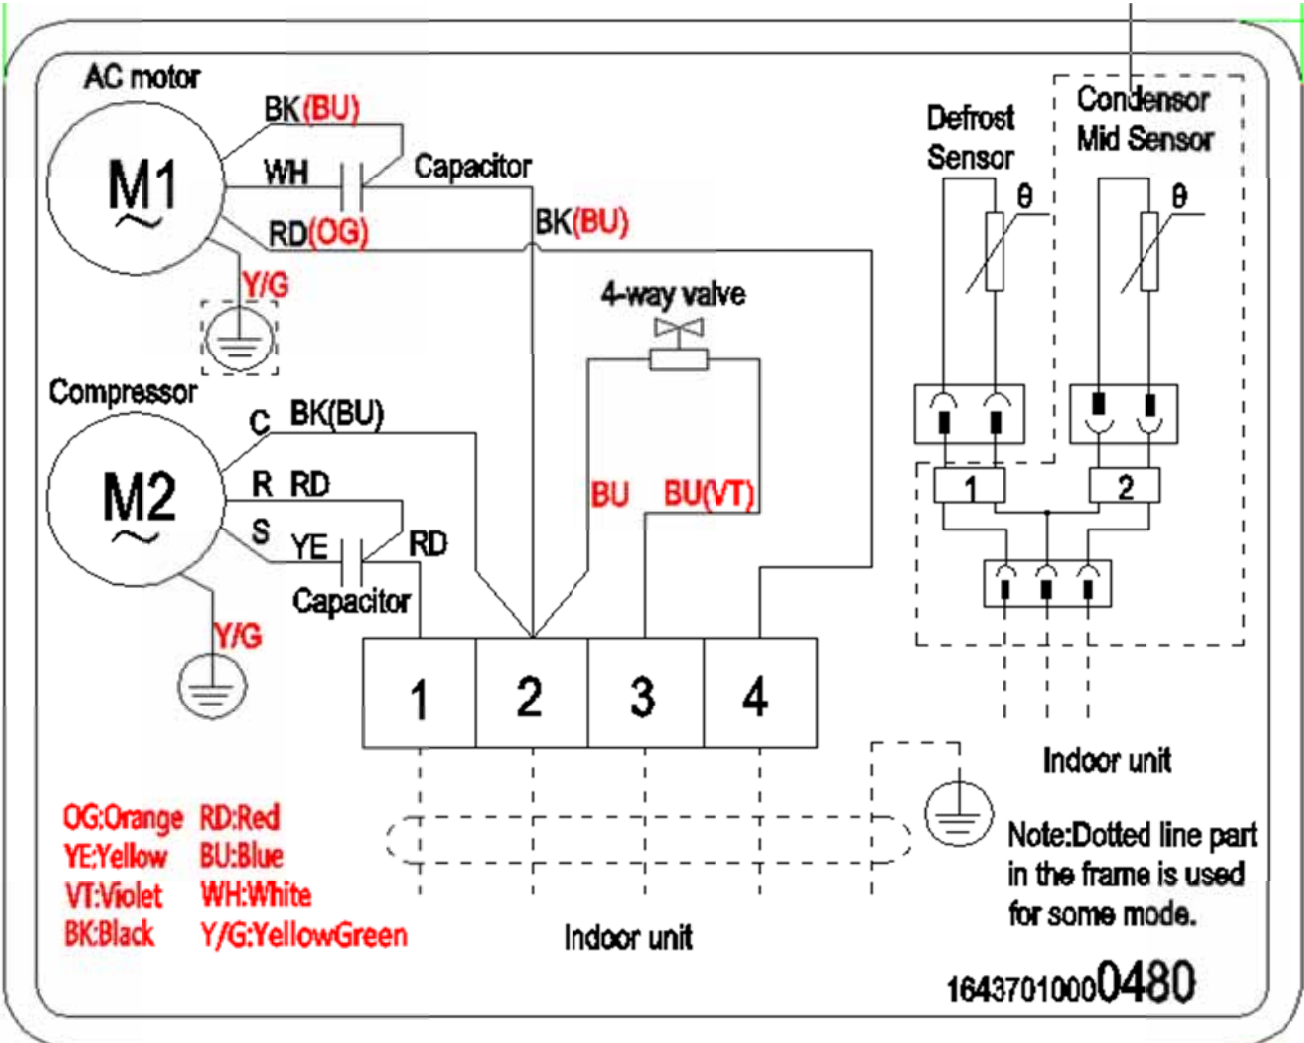 AC motor
M1
BK(BU)
WH
Capacitor
RD(OG)
BK(BU)
Y/G
4-way valve
Defrost
Sensor
Condensor
Mid Sensor
θ
θ
Compressor
M2
C BK(BU)
R RD
S YE
RD
Capacitor
Y/G
BU BU(VT)
1 2
1 2 3 4
Indoor unit
Indoor unit
OG:Orange RD:Red
YE:Yellow BU:Blue
VT:Violet WH:White
BK:Black Y/G:YellowGreen
Note:Dotted line part
in the frame is used
for some mode.
16437010000480